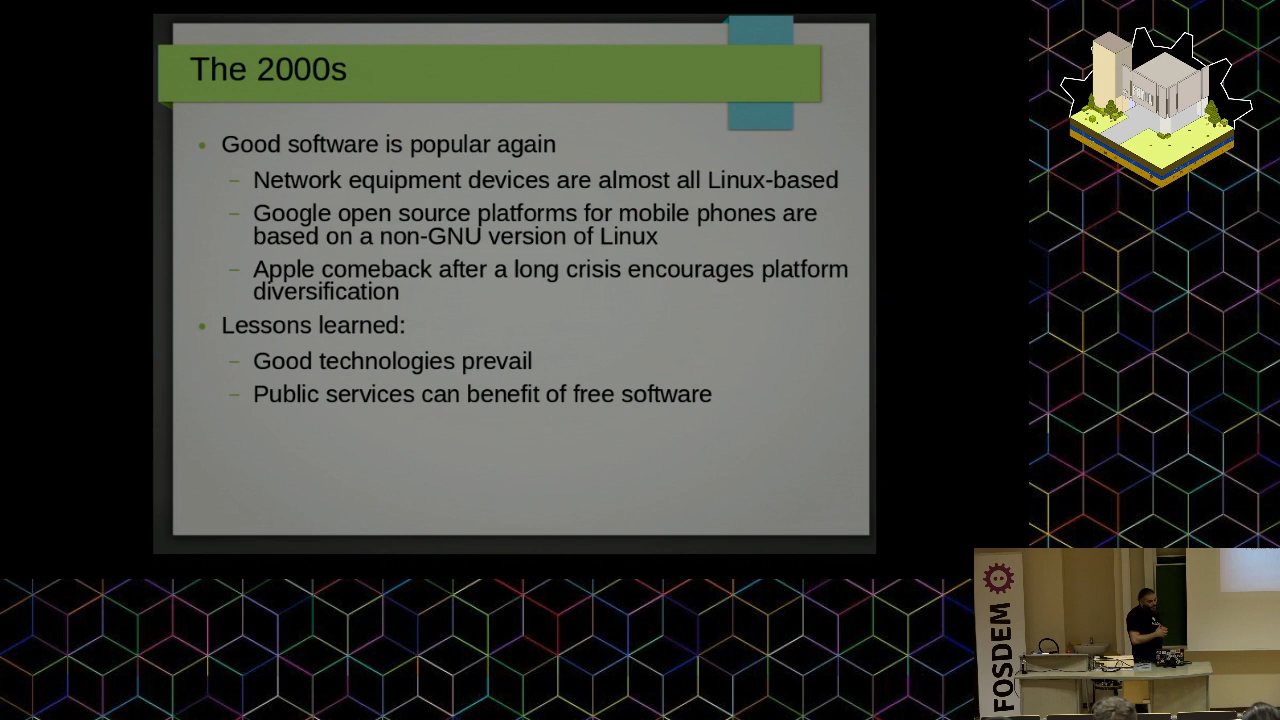 The 2000s
Good software is popular again
Network equipment devices are almost all Linux-based
Google open source platforms for mobile phones are
based on a non-GNU version of Linux
Apple comeback after a long crisis encourages platform
diversification
Lessons learned:
Good technologies prevail
Public services can benefit of free software
FOSDEM